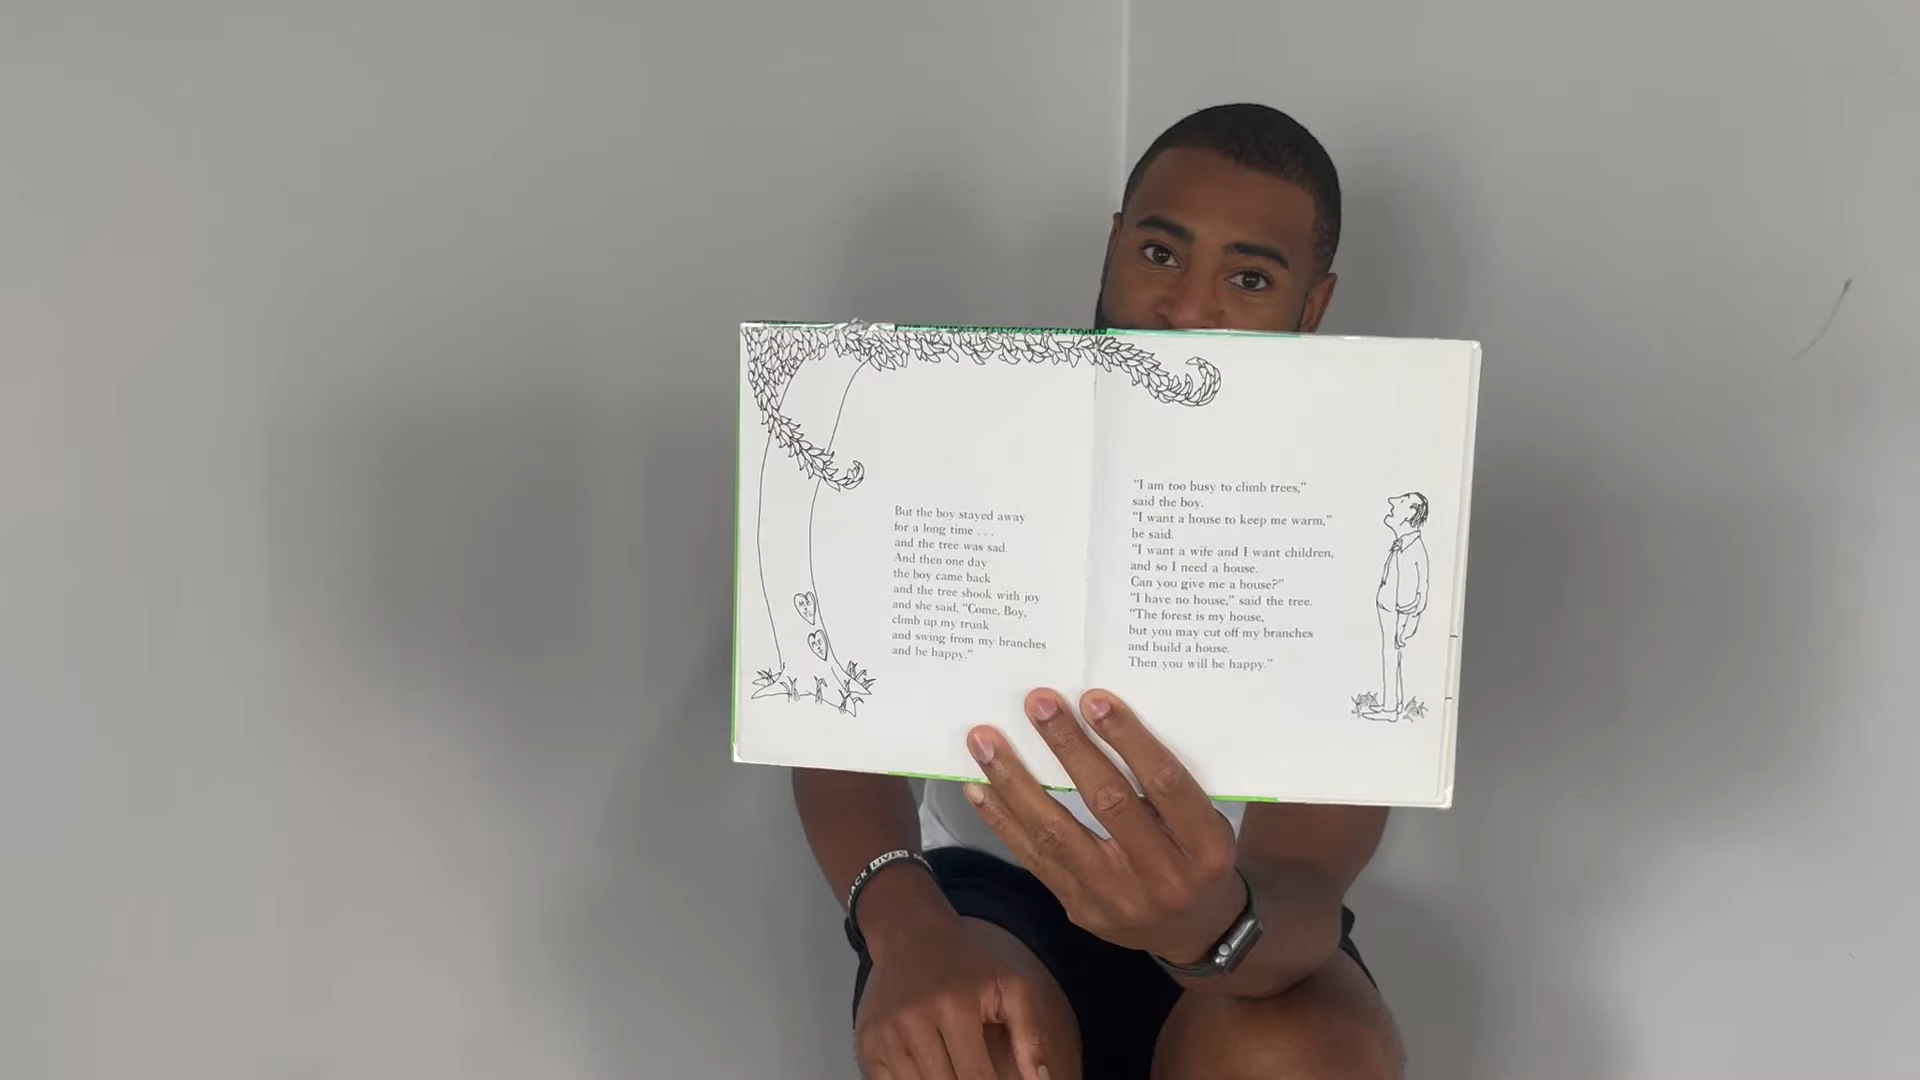 But the boy stayed away
for a long time . . .
and the tree was sad.
And then one day
the boy came back
and the tree shook with joy
and she said, “Come, Boy,
climb up my trunk
and swing from my branches
and be happy.”
“I am too busy to climb trees,”
said the boy.
“I want a house to keep me warm,”
he said.
“I want a wife and I want children,
and so I need a house.
Can you give me a house?”
“I have no house,” said the tree.
“The forest is my house,
but you may cut off my branches
and build a house.
Then you will be happy.”
LIVES